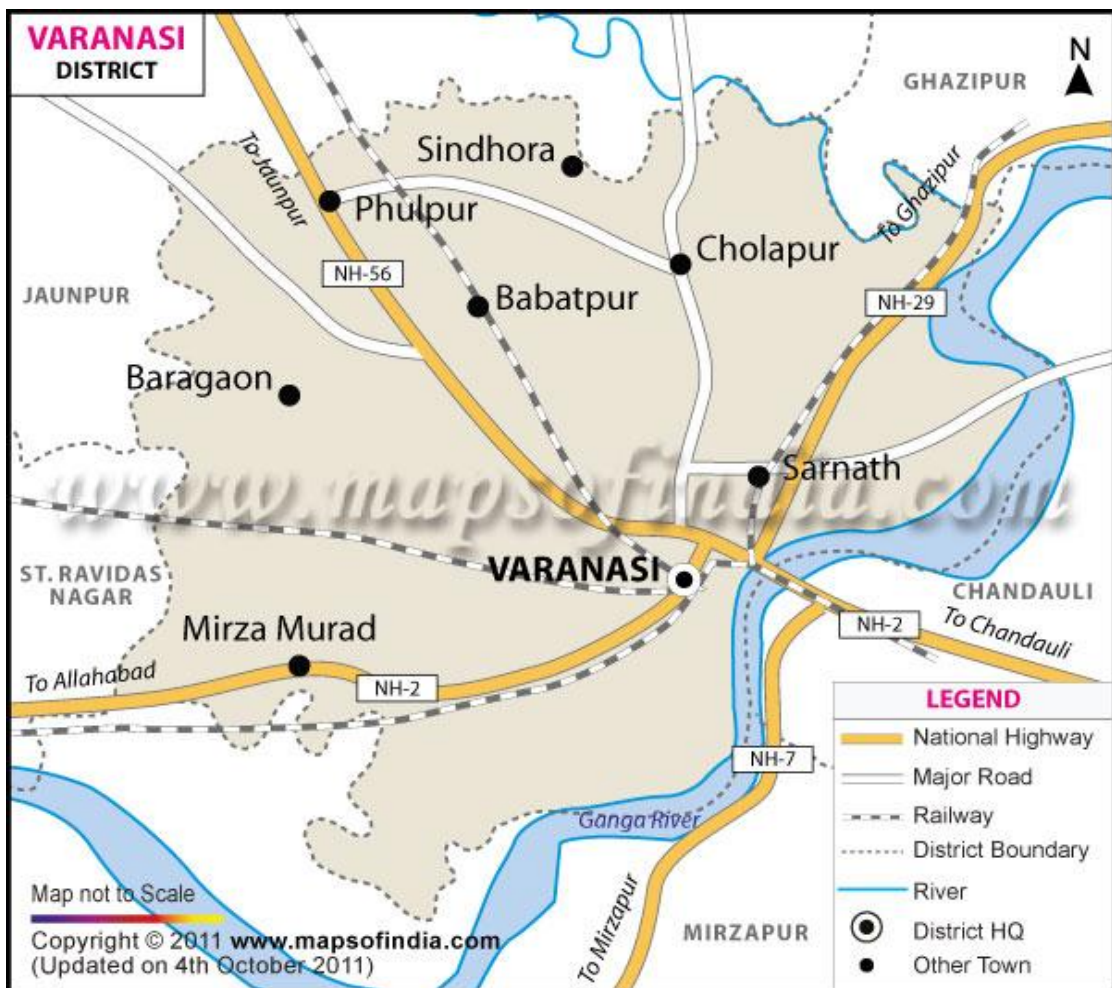 VARANASI
DISTRICT
N
GHAZIPUR
Sindhora
To Jaunpur
Phulpur
To Ghazipur
Cholapur
NH-56
JAUNPUR
Babatpur
NH-29
Baragaon
Sarnath
www.mapsofindia.com
ST. RAVIDAS
NAGAR
VARANASI
CHANDAULI
Mirza Murad
NH-2
To Chandauli
To Allahabad
NH-2
NH-7
Ganga River
To Mirzapur
MIRZAPUR
LEGEND
National Highway
Major Road
Railway
District Boundary
River
District HQ
Other Town
Map not to Scale
Copyright © 2011 www.mapsofindia.com
(Updated on 4th October 2011)